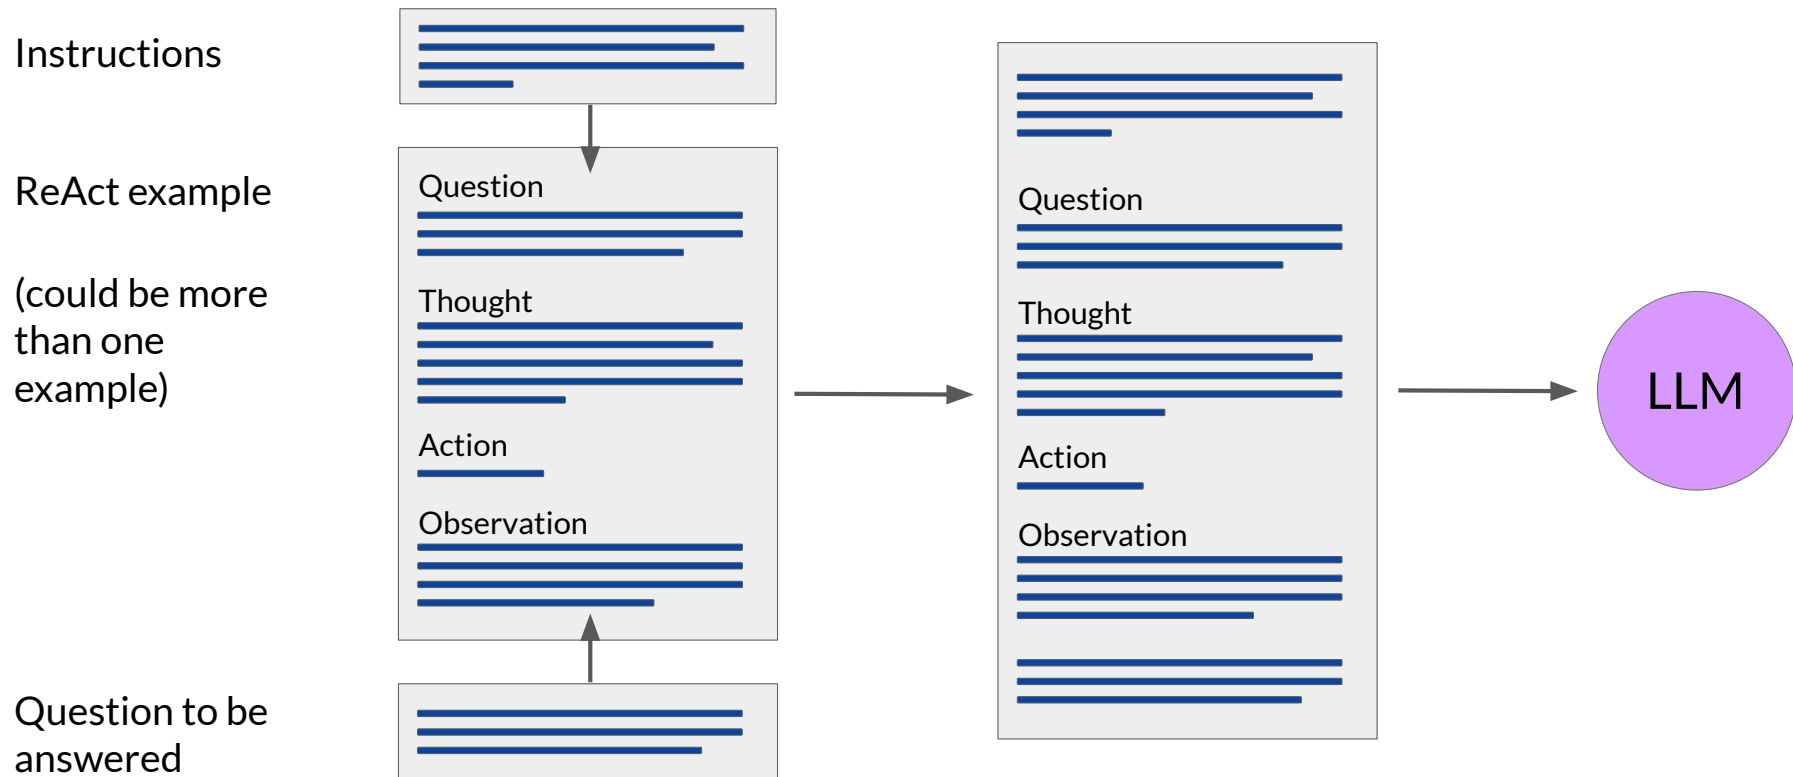 Instructions
ReAct example
(could be more
than one
example)
Question to be
answered
Question
Thought
Action
Observation
Question
Thought
Action
Observation
LLM